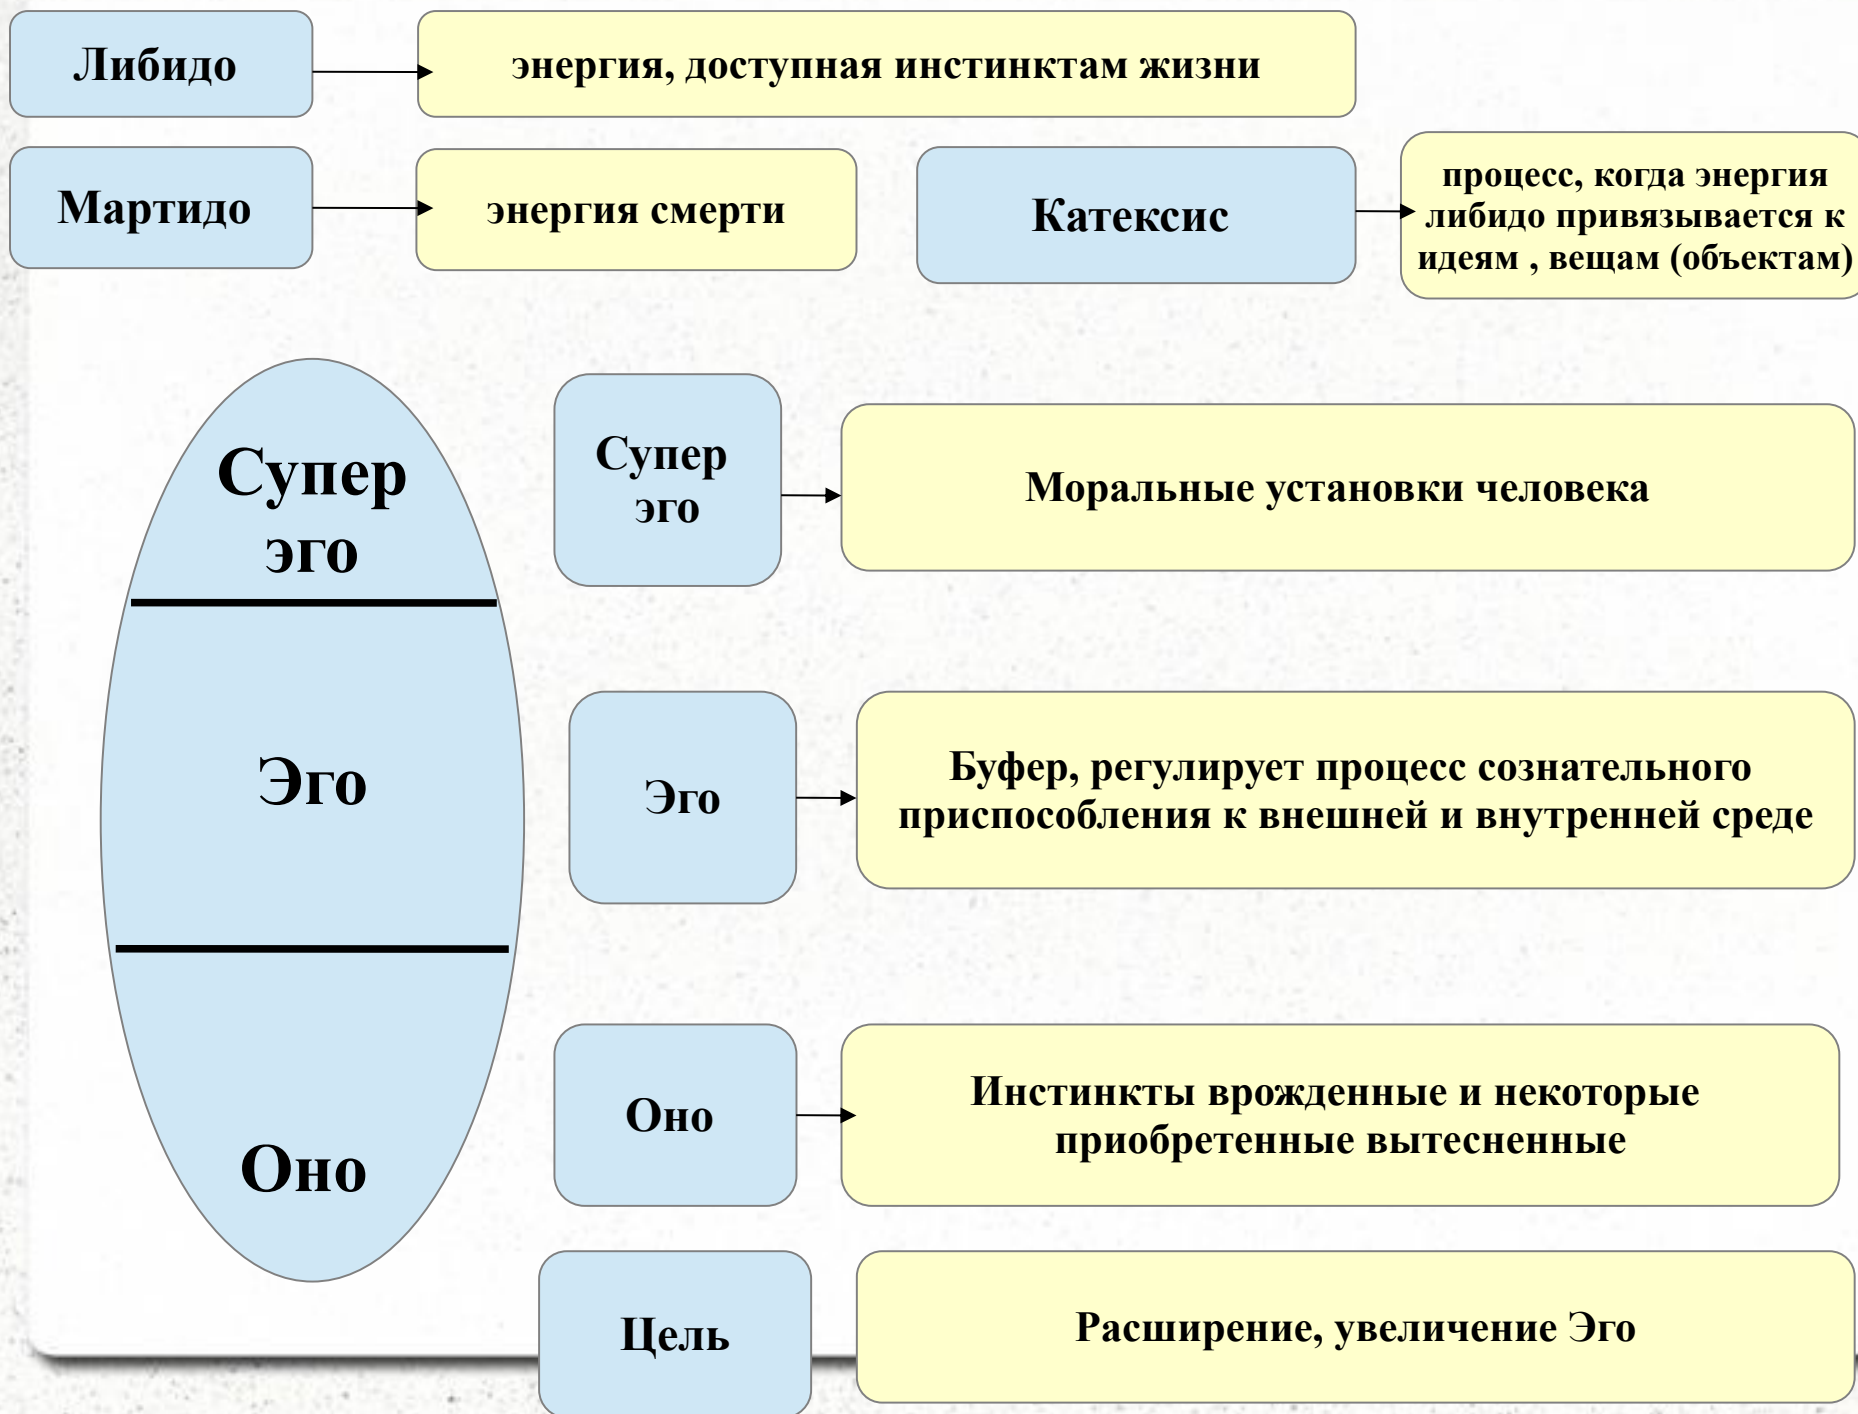 Либидо
энергия, доступная инстинктам жизни
Мартидо
энергия смерти
Катексис
процесс, когда энергия
либидо привязывается к
идеям , вещам (объектам)
Супер
эго
Эго
Оно
Супер
эго
Моральные установки человека
Эго
Буфер, регулирует процесс сознательного
приспособления к внешней и внутренней среде
Оно
Инстинкты врожденные и некоторые
приобретенные вытесненные
Цель
Расширение, увеличение Эго